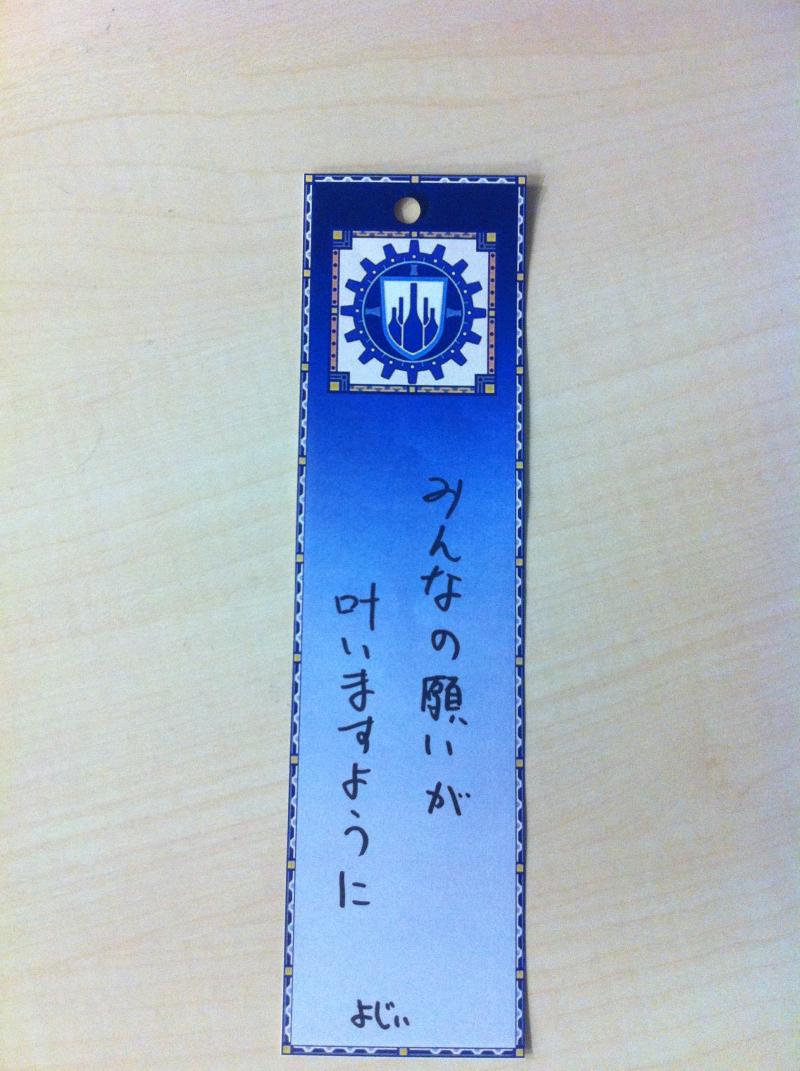 みんなの願いが
叶いますように
よじぃ